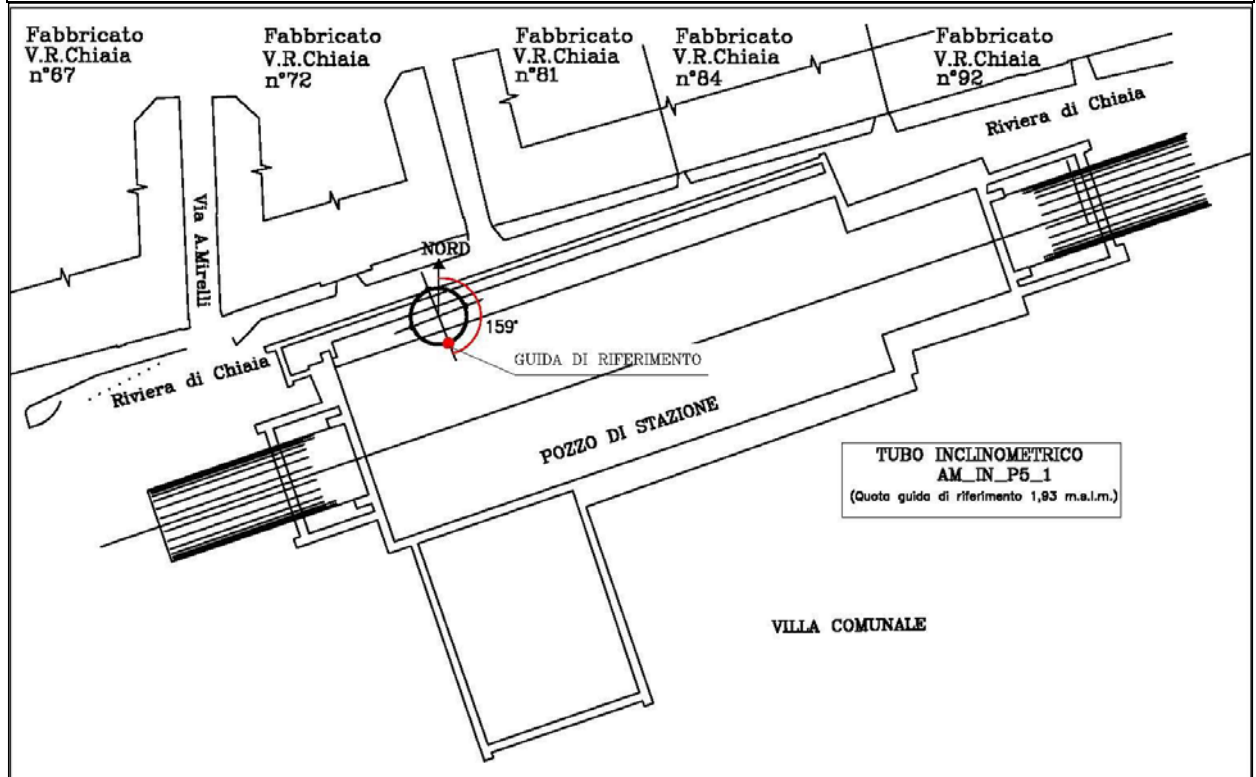 Fabbricato
V.R.Chiaia
n°67
Fabbricato
V.R.Chiaia
n°72
Fabbricato
V.R.Chiaia
n°81
Fabbricato
V.R.Chiaia
n°84
Fabbricato
V.R.Chiaia
n°92
Riviera di Chiaia
Via A.Mirelli
NORD
159°
GUIDA DI RIFERIMENTO
Riviera di Chiaia
POZZO DI STAZIONE
TUBO INCLINOMETRICO
AM_IN_P5_1
(Quota guida di riferimento 1,93 m.s.l.m.)
VILLA COMUNALE